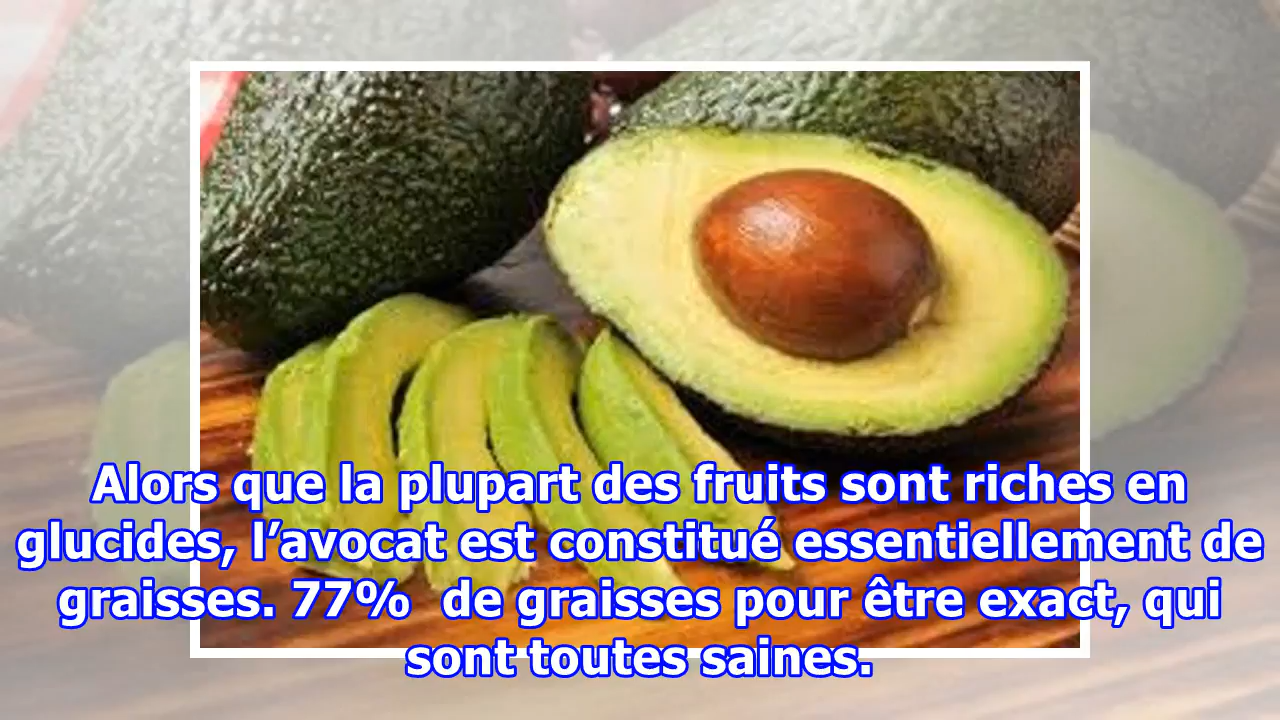 Alors que la plupart des fruits sont riches en
glucides, l’avocat est constitué essentiellement de
graisses. 77%  de graisses pour être exact, qui
sont toutes saines.